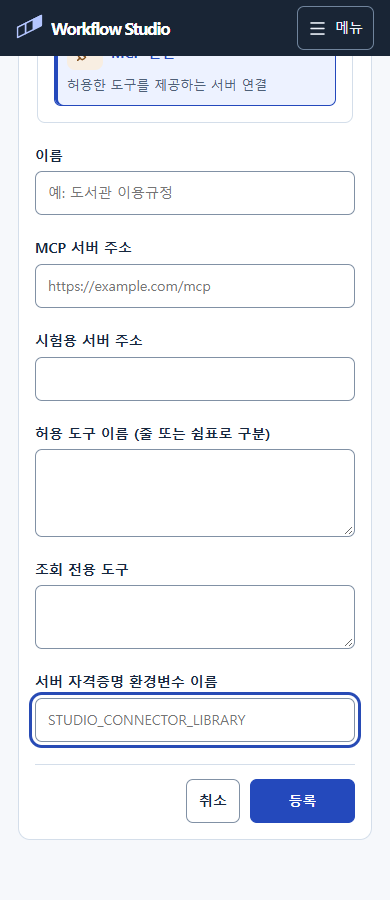 Workflow Studio
메뉴
허용한 도구를 제공하는 서버 연결
이름
예: 도서관 이용규정
MCP 서버 주소
https://example.com/mcp
시험용 서버 주소
허용 도구 이름 (줄 또는 쉼표로 구분)
조회 전용 도구
서버 자격증명 환경변수 이름
STUDIO_CONNECTOR_LIBRARY
취소
등록